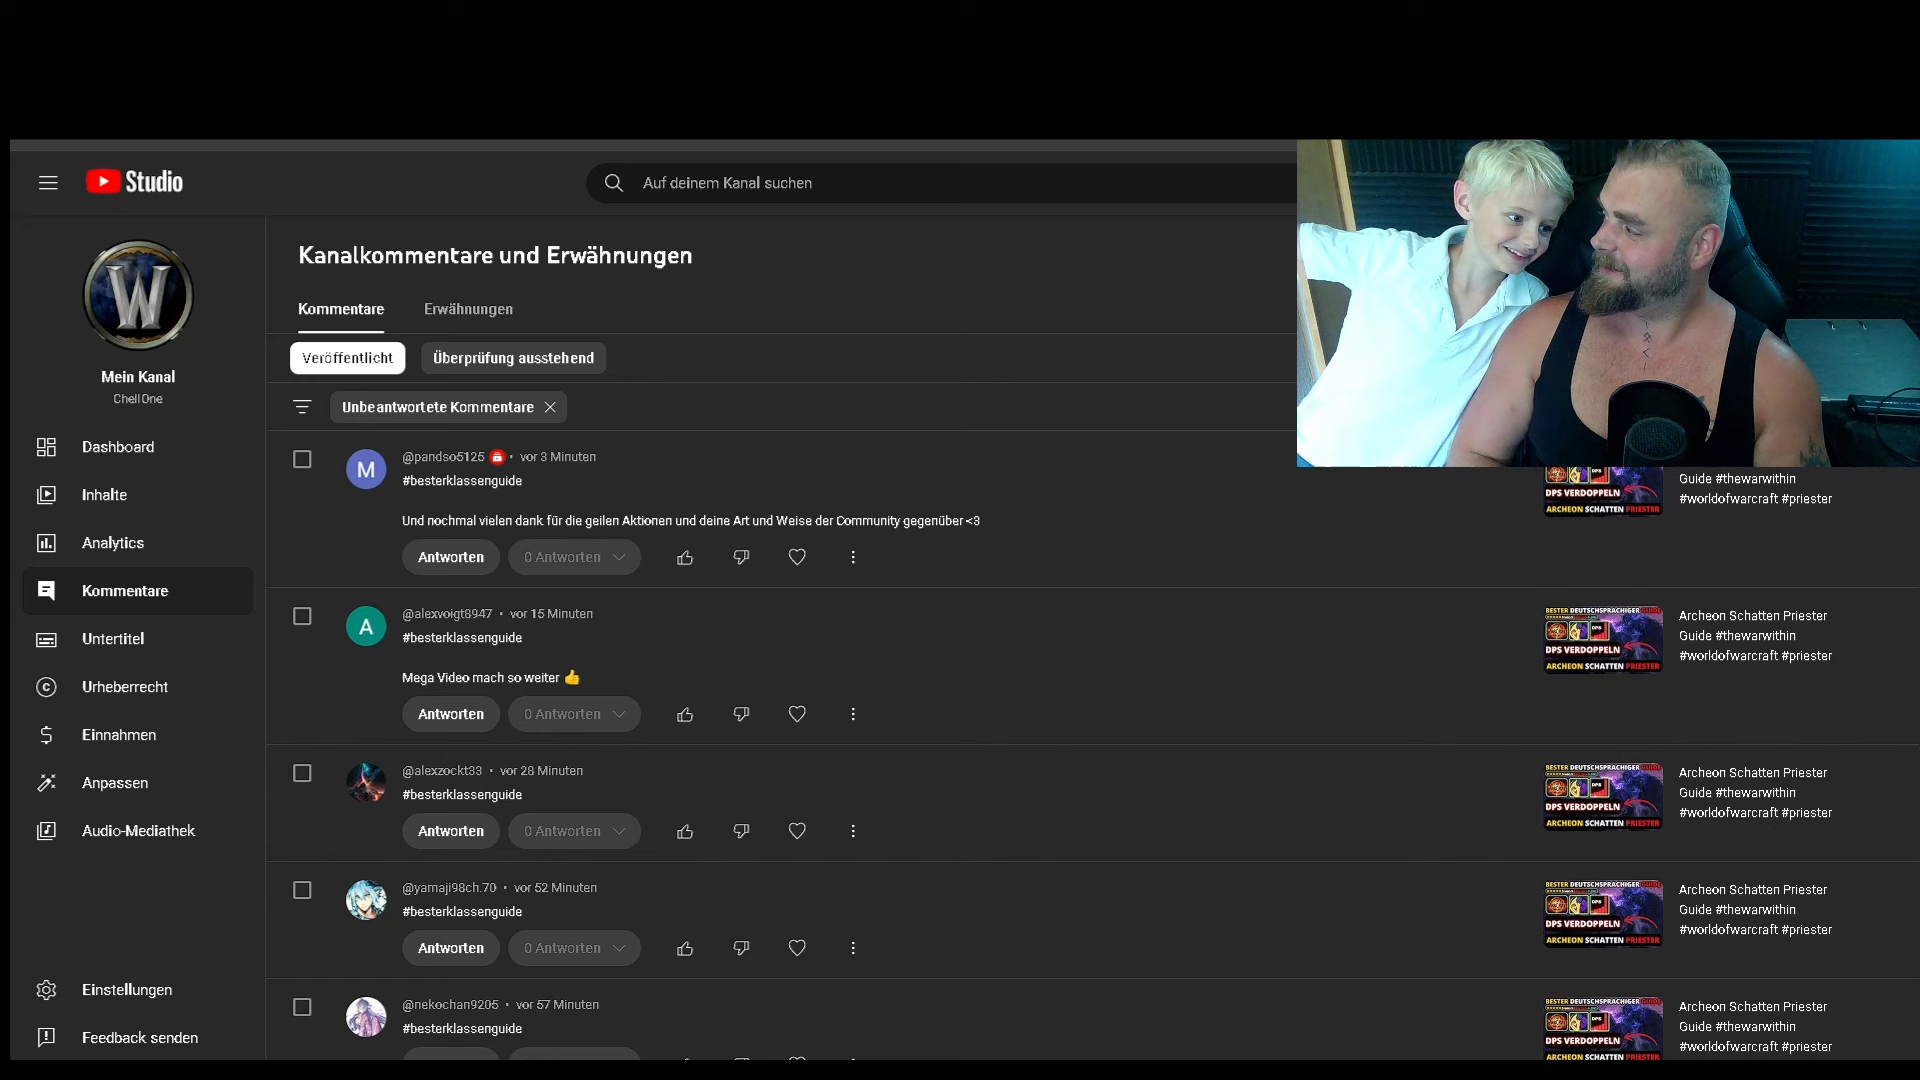 Studio
Auf deinem Kanal suchen
Mein Kanal
ChellOne
Dashboard
Inhalte
Analytics
Kommentare
Untertitel
Urheberrecht
Einnahmen
Anpassen
Audio-Mediathek
Einstellungen
Feedback senden
Kanalkommentare und Erwähnungen
Kommentare
Erwähnungen
Veröffentlicht
Überprüfung ausstehend
Unbeantwortete Kommentare
M
@pandso5125 • vor 3 Minuten
#besterklassenguide
Und nochmal vielen dank für die geilen Aktionen und deine Art und Weise der Community gegenüber <3
Antworten
0 Antworten
DPS VERDOPPELN
ARCHEON SCHATTEN PRIESTER
Guide #thewarwithin
#worldofwarcraft #priester
A
@alexvoigt8947 • vor 15 Minuten
#besterklassenguide
Mega Video mach so weiter 👍
Antworten
0 Antworten
BESTER DEUTSCHSPRACHIGER GUIDE
DPS
DPS VERDOPPELN
ARCHEON SCHATTEN PRIESTER
Archeon Schatten Priester
Guide #thewarwithin
#worldofwarcraft #priester
@alexzockt33 • vor 28 Minuten
#besterklassenguide
Antworten
0 Antworten
BESTER DEUTSCHSPRACHIGER GUIDE
DPS
DPS VERDOPPELN
ARCHEON SCHATTEN PRIESTER
Archeon Schatten Priester
Guide #thewarwithin
#worldofwarcraft #priester
@yamaji98ch.70 • vor 52 Minuten
#besterklassenguide
Antworten
0 Antworten
BESTER DEUTSCHSPRACHIGER GUIDE
DPS
DPS VERDOPPELN
ARCHEON SCHATTEN PRIESTER
Archeon Schatten Priester
Guide #thewarwithin
#worldofwarcraft #priester
@nekochan9205 • vor 57 Minuten
#besterklassenguide
BESTER DEUTSCHSPRACHIGER GUIDE
DPS
DPS VERDOPPELN
ARCHEON SCHATTEN PRIESTER
Archeon Schatten Priester
Guide #thewarwithin
#worldofwarcraft #priester